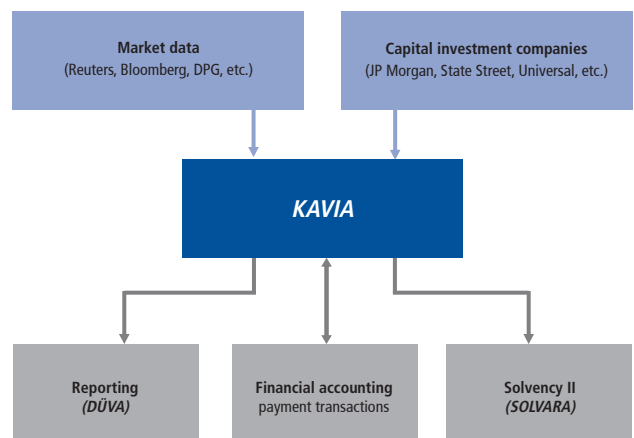 Market data
(Reuters, Bloomberg, DPG, etc.)
Capital investment companies
(JP Morgan, State Street, Universal, etc.)
KAVIA
Reporting
(DÜVA)
Financial accounting
payment transactions
Solvency II
(SOLVARA)